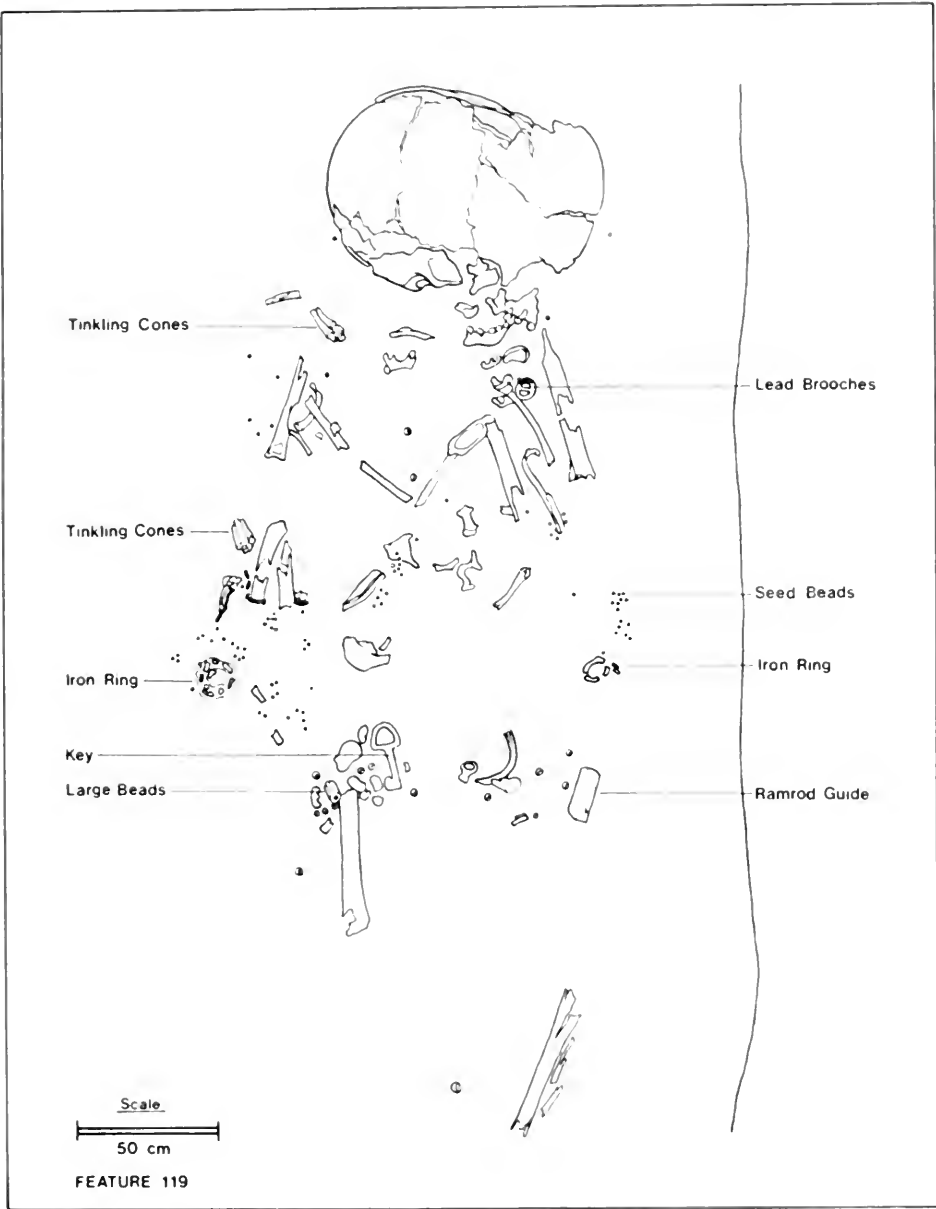 Tinkling Cones
Lead Brooches
Tinkling Cones
Seed Beads
Iron Ring
Iron Ring
Key
Large Beads
Ramrod Guide
Scale
50 cm
FEATURE 119